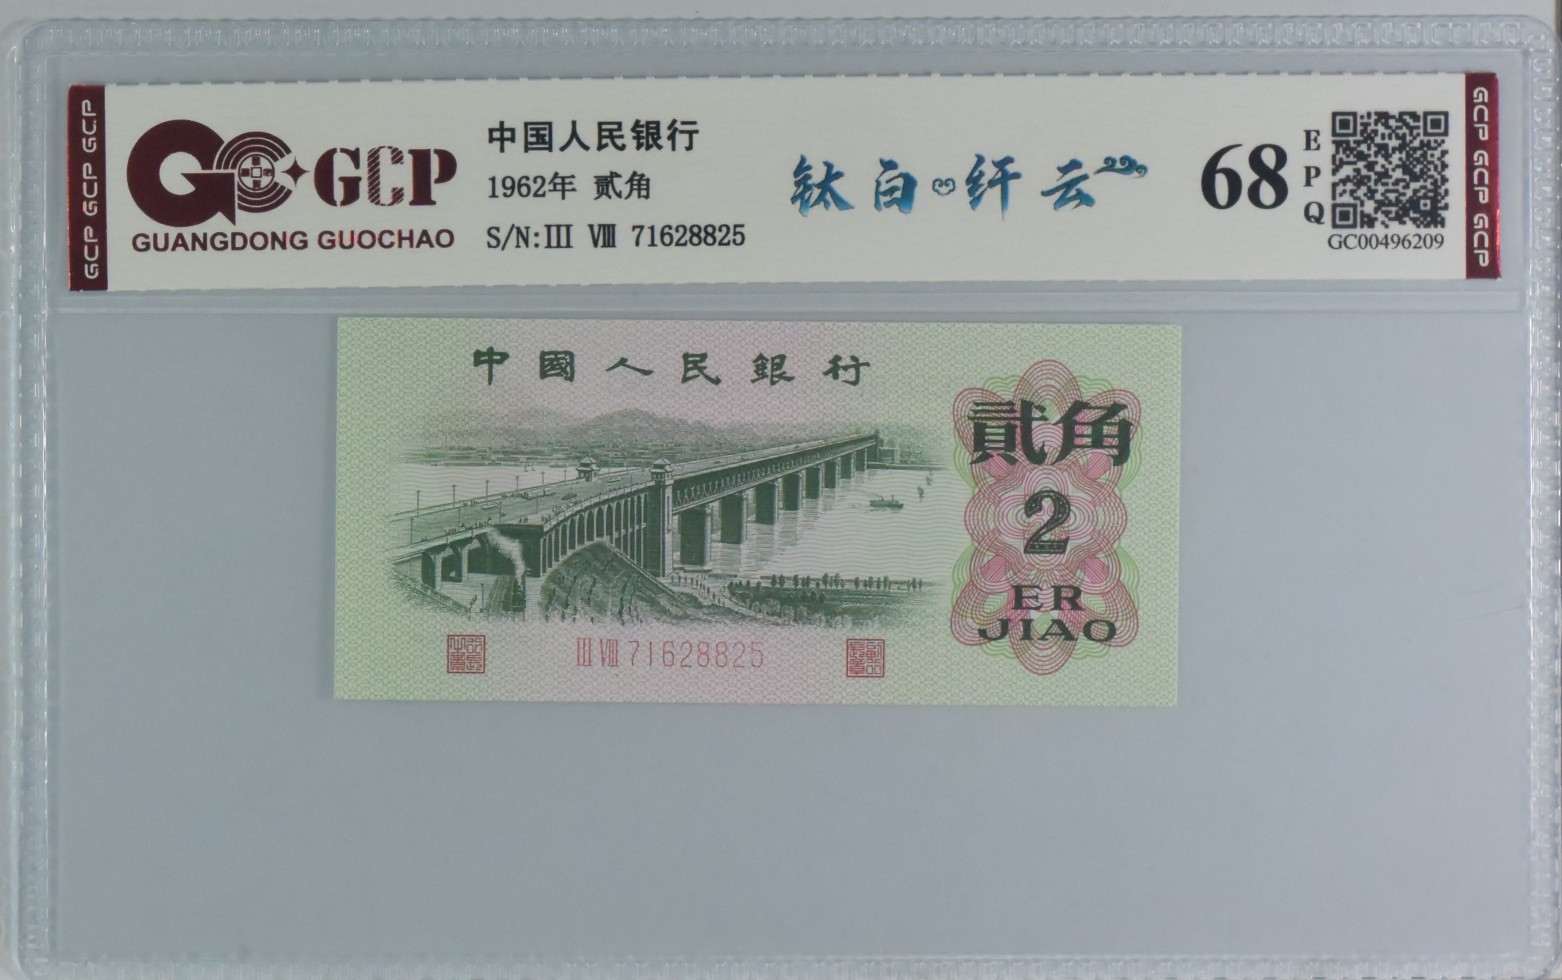 GCP GCP GCP
GCP
GUANGDONG GUOCHAO
中国人民银行
1962年 贰角
S/N:III VIII 71628825
钛白纤云
68
EPQ
GC00496209
GCP GCP GCP
中國人民銀行
貳角
2
ER
JIAO
III VIII 71628825